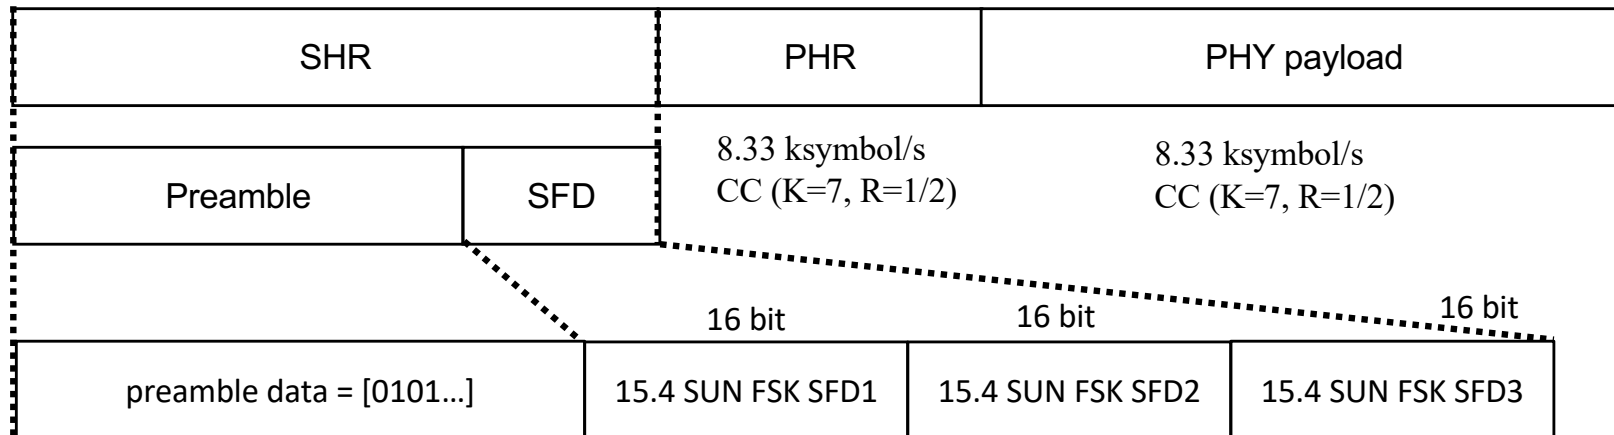 SHR
PHR
PHY payload
Preamble
SFD
8.33 ksymbol/s
CC (K=7, R=1/2)
8.33 ksymbol/s
CC (K=7, R=1/2)
16 bit
16 bit
16 bit
preamble data = [0101...]
15.4 SUN FSK SFD1
15.4 SUN FSK SFD2
15.4 SUN FSK SFD3